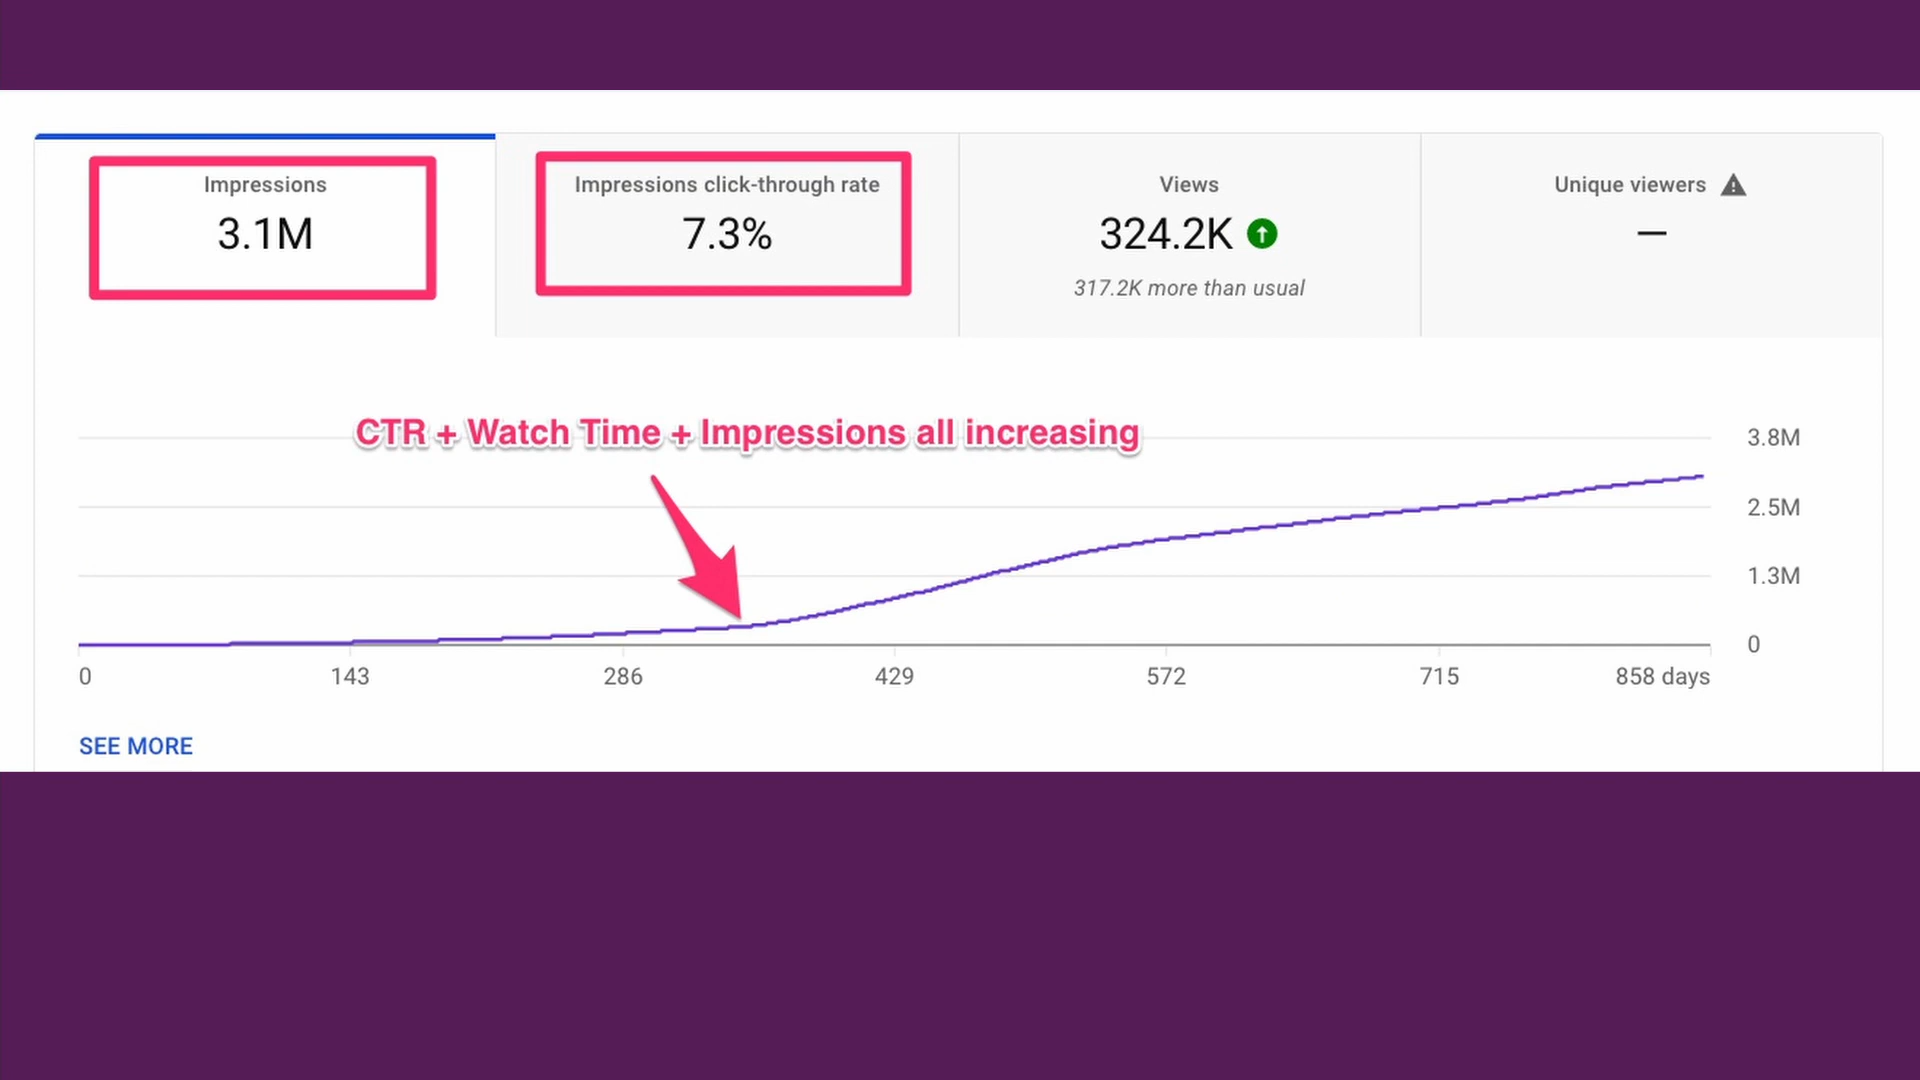 Impressions
3.1M
Impressions click-through rate
7.3%
Views
324.2K
317.2K more than usual
Unique viewers
—
CTR + Watch Time + Impressions all increasing
3.8M
2.5M
1.3M
0
0 143 286 429 572 715 858 days
SEE MORE